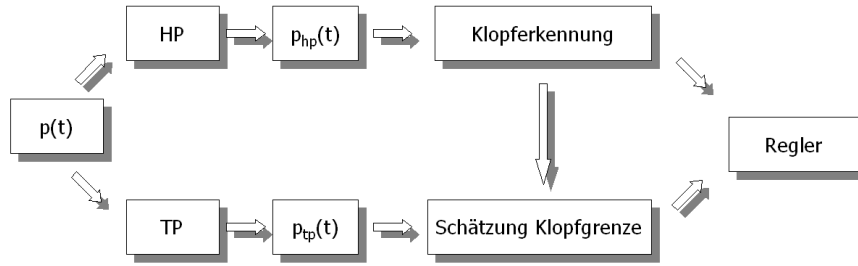 HP
p_hp(t)
Klopferkennung
p(t)
Regler
TP
p_tp(t)
Schätzung Klopfgrenze